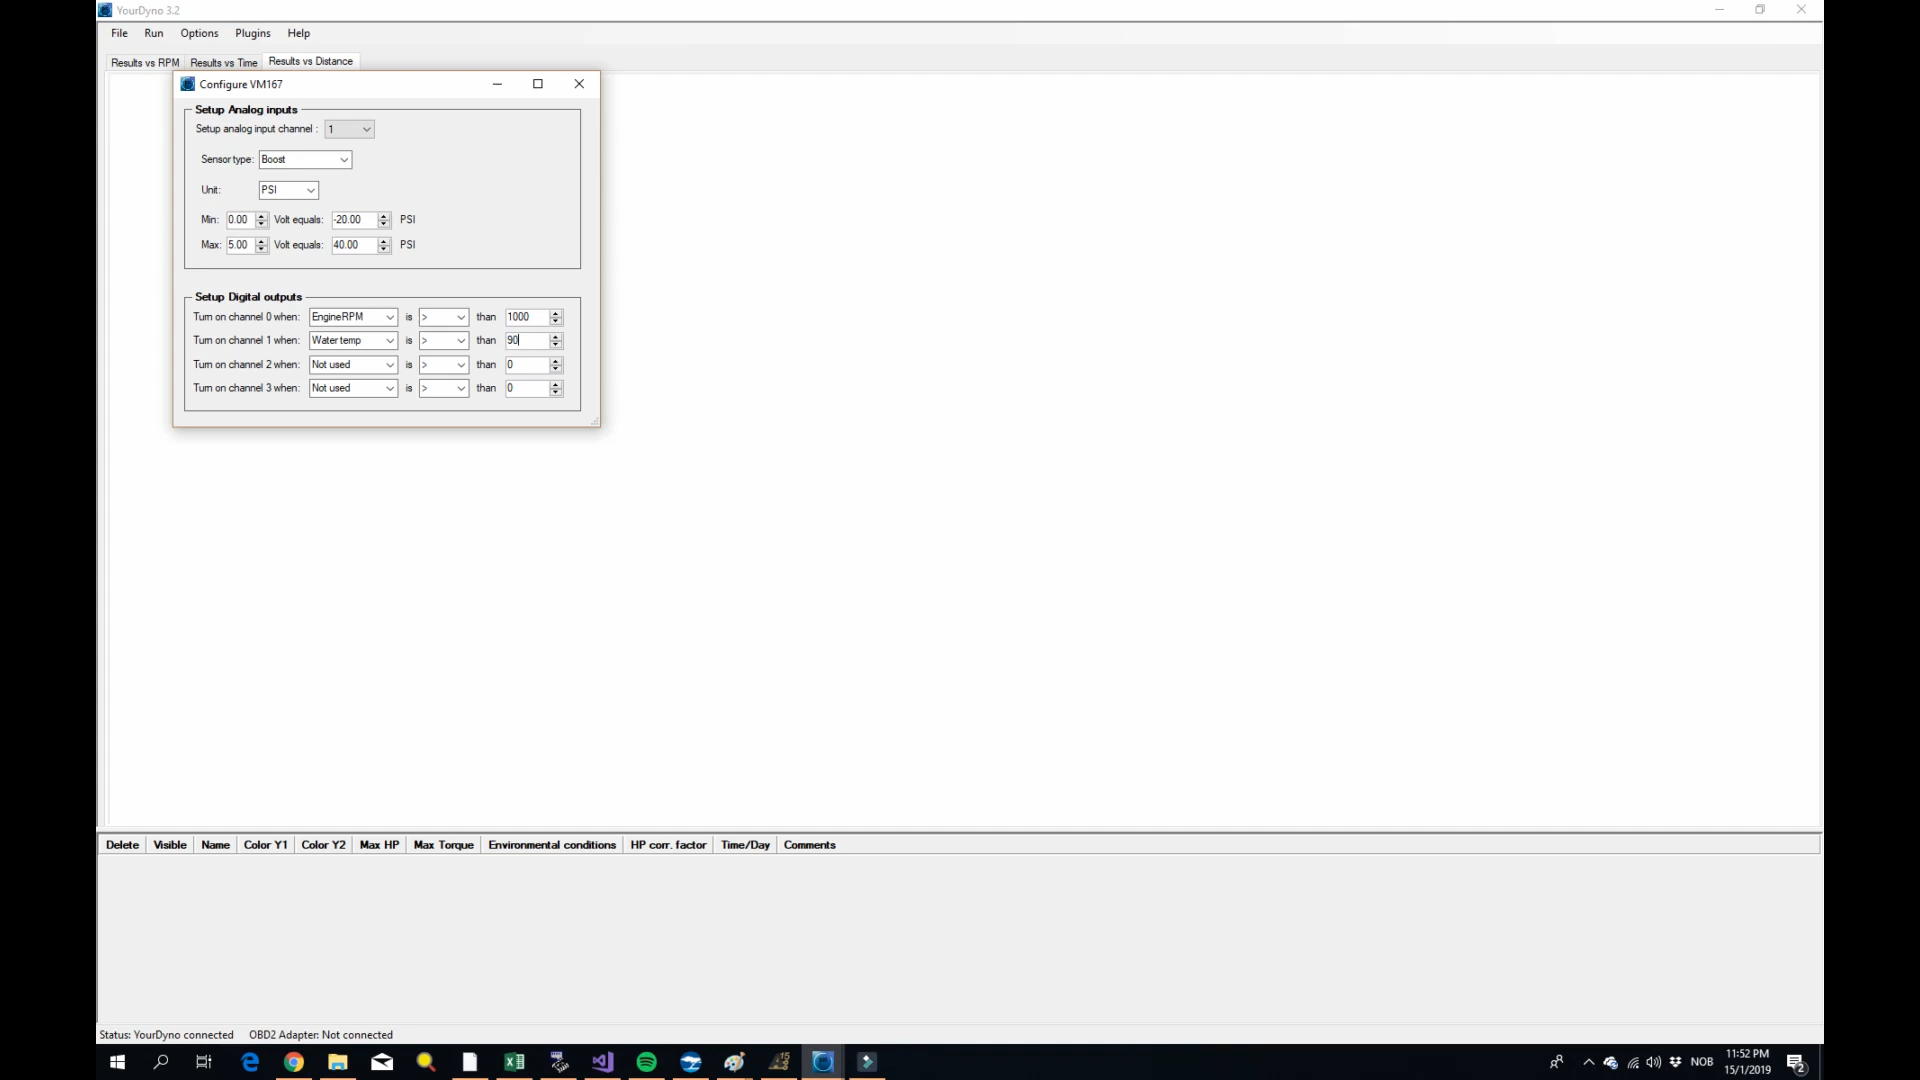 YourDyno 3.2
File Run Options Plugins Help
Results vs RPM Results vs Time Results vs Distance
Configure VM167
Setup Analog inputs
Setup analog input channel : 1
Sensor type: Boost
Unit: PSI
Min: 0.00 Volt equals: -20.00 PSI
Max: 5.00 Volt equals: 40.00 PSI
Setup Digital outputs
Turn on channel 0 when: EngineRPM is > than 1000
Turn on channel 1 when: Water temp is > than 90
Turn on channel 2 when: Not used is > than 0
Turn on channel 3 when: Not used is > than 0
Delete Visible Name Color Y1 Color Y2 Max HP Max Torque Environmental conditions HP corr. factor Time/Day Comments
Status: YourDyno connected OBD2 Adapter: Not connected
NOB 11:52 PM
15/1/2019
2